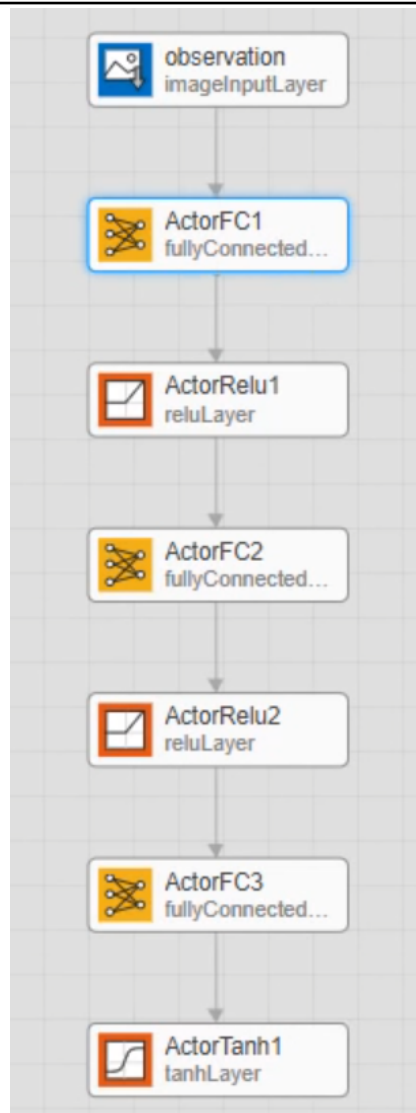 observation
imageInputLayer
ActorFC1
fullyConnected...
ActorRelu1
reluLayer
ActorFC2
fullyConnected...
ActorRelu2
reluLayer
ActorFC3
fullyConnected...
ActorTanh1
tanhLayer